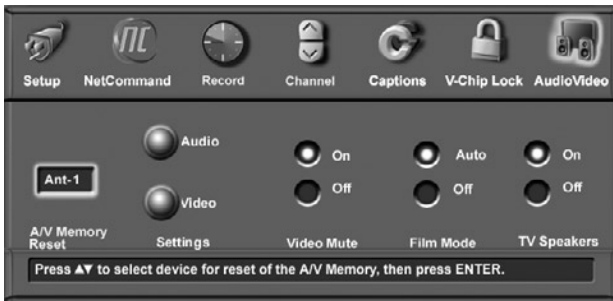 Setup NetCommand Record Channel Captions V-Chip Lock AudioVideo
Audio
On Auto On
Ant-1
Off Off Off
Video
A/V Memory
Reset Settings Video Mute Film Mode TV Speakers
Press ▲▼ to select device for reset of the A/V Memory, then press ENTER.